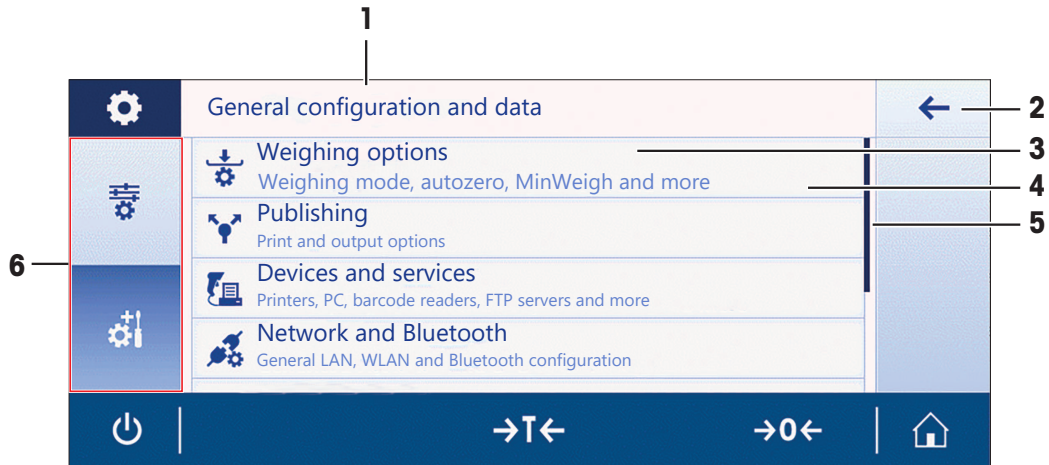 1
General configuration and data
2
Weighing options
3
Weighing mode, autozero, MinWeigh and more
4
Publishing
5
Print and output options
6
Devices and services
Printers, PC, barcode readers, FTP servers and more
Network and Bluetooth
General LAN, WLAN and Bluetooth configuration
→T← →0←